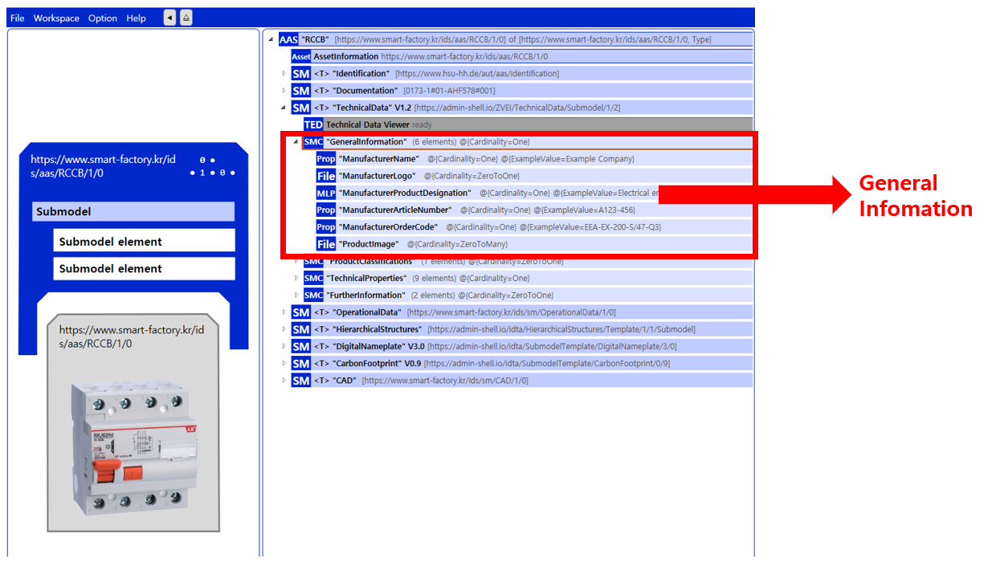 File Workspace Option Help
AAS "RCCB" [https://www.smart-factory.kr/ids/aas/RCCB/1/0] of [https://www.smart-factory.kr/ids/aas/RCCB/1/0, Type]
Asset AssetInformation https://www.smart-factory.kr/ids/aas/RCCB/1/0
SM <T> "Identification" [https://www.hsu-hh.de/aut/aas/identification]
SM <T> "Documentation" [0173-1#01-AHF578#001]
SM <T> "TechnicalData" V1.2 [https://admin-shell.io/ZVEI/TechnicalData/Submodel/1/2]
TED Technical Data Viewer ready
SMC "GeneralInformation" (6 elements) @{Cardinality=One}
Prop "ManufacturerName" @{Cardinality=One} @{ExampleValue=Example Company}
File "ManufacturerLogo" @{Cardinality=ZeroToOne}
MLP "ManufacturerProductDesignation" @{Cardinality=One} @{ExampleValue=Electrical en
Prop "ManufacturerArticleNumber" @{Cardinality=One} @{ExampleValue=A123-456}
Prop "ManufacturerOrderCode" @{Cardinality=One} @{ExampleValue=EEA-EX-200-S/47-Q3}
File "ProductImage" @{Cardinality=ZeroToMany}
SMC "ProductClassifications" (1 elements) @{Cardinality=ZeroToOne}
SMC "TechnicalProperties" (9 elements) @{Cardinality=One}
SMC "FurtherInformation" (2 elements) @{Cardinality=ZeroToOne}
SM <T> "OperationalData" [https://www.smart-factory.kr/ids/sm/OperationalData/1/0]
SM <T> "HierarchicalStructures" [https://admin-shell.io/idta/HierarchicalStructures/Template/1/1/Submodel]
SM <T> "DigitalNameplate" V3.0 [https://admin-shell.io/idta/SubmodelTemplate/DigitalNameplate/3/0]
SM <T> "CarbonFootprint" V0.9 [https://admin-shell.io/idta/SubmodelTemplate/CarbonFootprint/0/9]
SM <T> "CAD" [https://www.smart-factory.kr/ids/sm/CAD/1/0]
General
Infomation
https://www.smart-factory.kr/id
s/aas/RCCB/1/0
0 ●
● 1 ● 0 ●
Submodel
Submodel element
Submodel element
https://www.smart-factory.kr/id
s/aas/RCCB/1/0
LS
RKJ63Hd